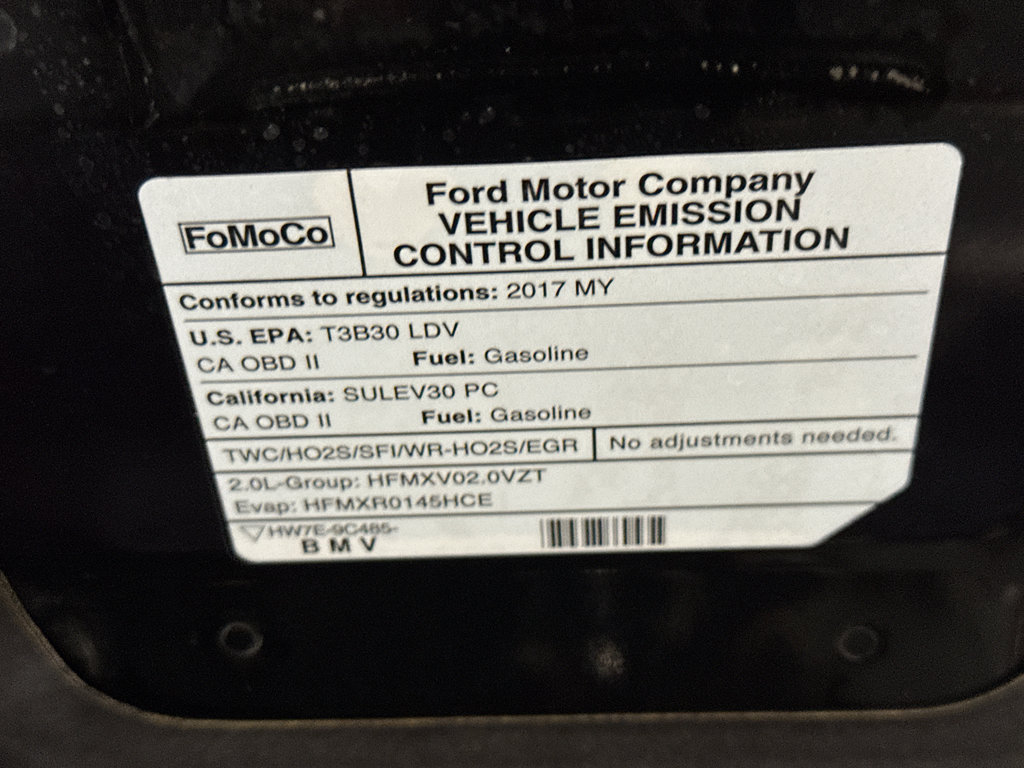 FoMoCo
Ford Motor Company
VEHICLE EMISSION
CONTROL INFORMATION
Conforms to regulations: 2017 MY
U.S. EPA: T3B30 LDV
CA OBD II Fuel: Gasoline
California: SULEV30 PC
CA OBD II Fuel: Gasoline
TWC/HO2S/SFI/WR-HO2S/EGR No adjustments needed.
2.0L-Group: HFMXV02.0VZT
Evap: HFMXR0145HCE
HW7E-9C485-
B M V